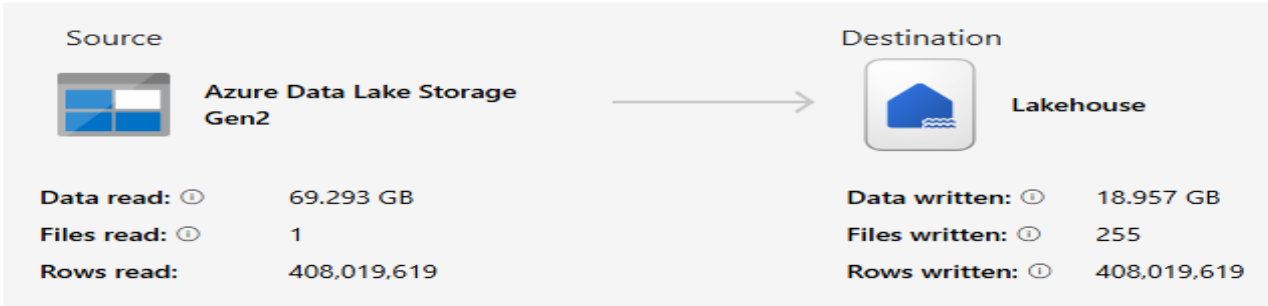 Source
Destination
Azure Data Lake Storage
Gen2
Lakehouse
Data read: 69.293 GB
Data written: 18.957 GB
Files read: 1
Files written: 255
Rows read: 408,019,619
Rows written: 408,019,619